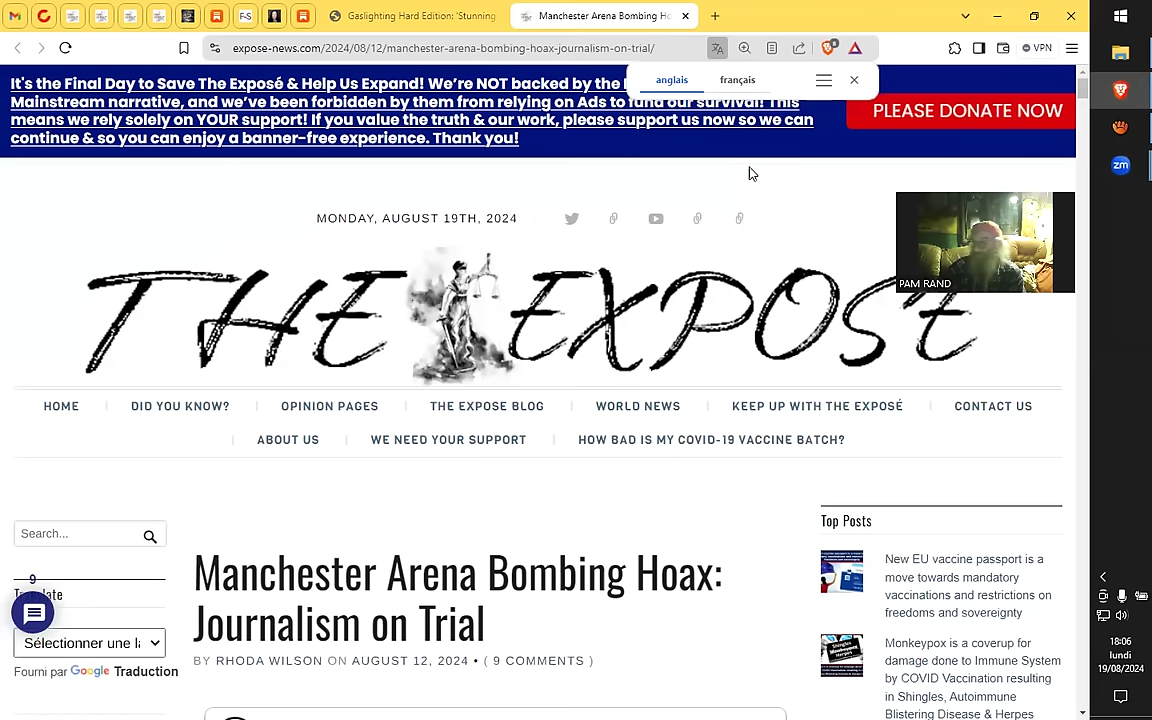 Gaslighting Hard Edition: 'Stunning
Manchester Arena Bombing Ho
expose-news.com/2024/08/12/manchester-arena-bombing-hoax-journalism-on-trial/
VPN
anglais
français
It's the Final Day to Save The Exposé & Help Us Expand! We're NOT backed by the
Mainstream narrative, and we've been forbidden by them from relying on Ads to fund our survival! This
means we rely solely on YOUR support! If you value the truth & our work, please support us now so we can
continue & so you can enjoy a banner-free experience. Thank you!
PLEASE DONATE NOW
MONDAY, AUGUST 19TH, 2024
PAM RAND
THE EXPOSE
HOME
DID YOU KNOW?
OPINION PAGES
THE EXPOSE BLOG
WORLD NEWS
KEEP UP WITH THE EXPOSÉ
CONTACT US
ABOUT US
WE NEED YOUR SUPPORT
HOW BAD IS MY COVID-19 VACCINE BATCH?
Search...
9
Translate
Sélectionner une la
Fourni par Google Traduction
Manchester Arena Bombing Hoax:
Journalism on Trial
BY RHODA WILSON ON AUGUST 12, 2024 • ( 9 COMMENTS )
Top Posts
New EU vaccine passport is a
move towards mandatory
vaccinations and restrictions on
freedoms and sovereignty
Monkeypox is a coverup for
damage done to Immune System
by COVID Vaccination resulting
in Shingles, Autoimmune
Blistering Disease & Herpes
zm
18:06
lundi
19/08/2024